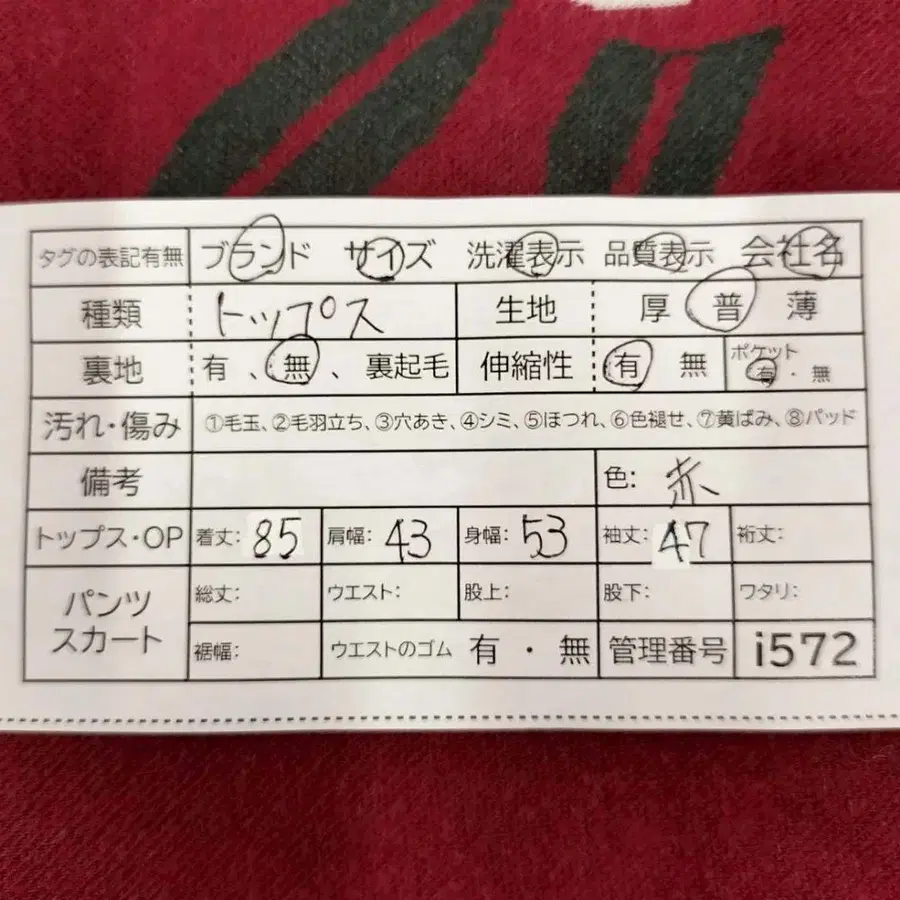 タグの表記有無 ブランド サイズ 洗濯表示 品質表示 会社名
種類 トップス 生地 厚 普 薄
裏地 有 、 無 、 裏起毛 伸縮性 有 無 ポケット 有 ・ 無
汚れ・傷み ①毛玉、②毛羽立ち、③穴あき、④シミ、⑤ほつれ、⑥色褪せ、⑦黄ばみ、⑧パッド
備考 色: 赤
トップス・OP 着丈: 85 肩幅: 43 身幅: 53 袖丈: 47 裄丈:
パンツ スカート 総丈: ウエスト: 股上: 股下: ワタリ:
裾幅: ウエストのゴム 有 ・ 無 管理番号 i572